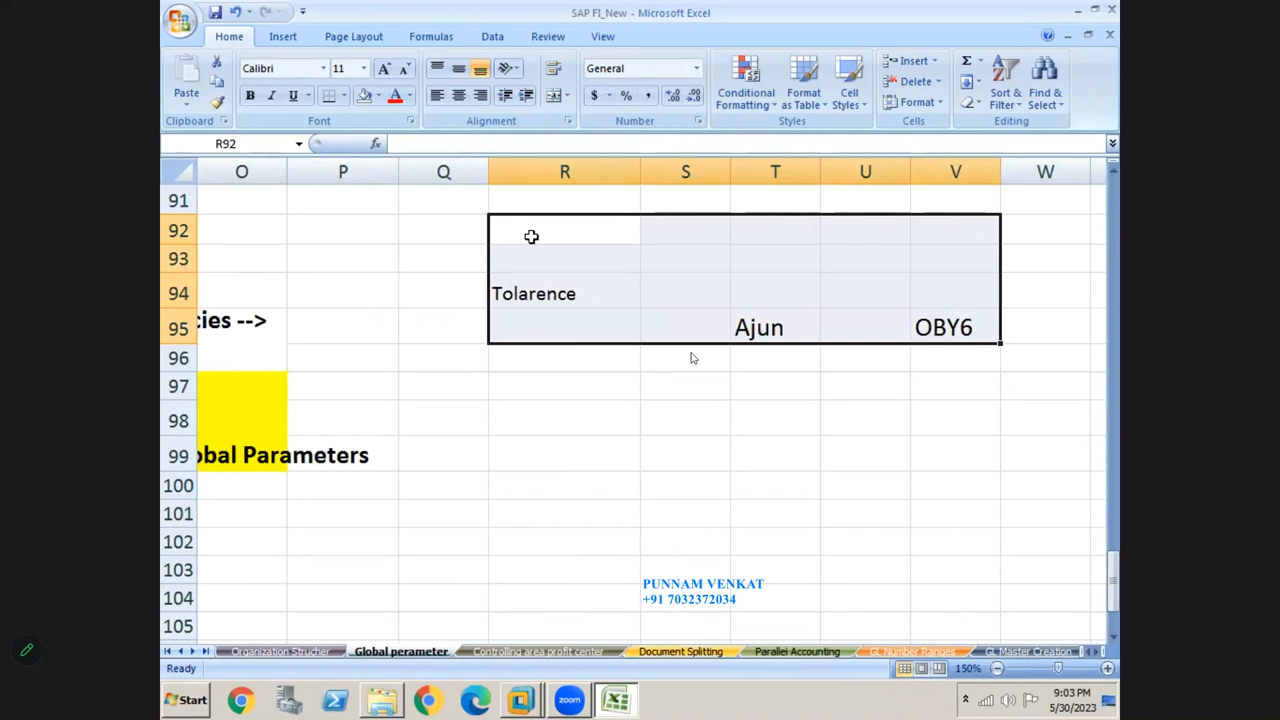 SAP FI_New - Microsoft Excel
Home Insert Page Layout Formulas Data Review View
Calibri 11 General Insert Σ
Paste B I U $ % , Conditional Formatting Format as Table Cell Styles Delete Format Sort & Filter Find & Select
Clipboard Font Alignment Number Styles Cells Editing
R92 fx
O P Q R S T U V W
91
92
93
94 Tolarence
95 cies --> Ajun OBY6
96
97
98
99 obal Parameters
100
101
102
103
PUNNAM VENKAT
104 +91 7032372034
105
Organization Strucher Global perameter Controlling area profit center Document Splitting Parallel Accounting GL Number Ranges GL Master Creation
Ready 150%
Start zoom 9:03 PM
5/30/2023